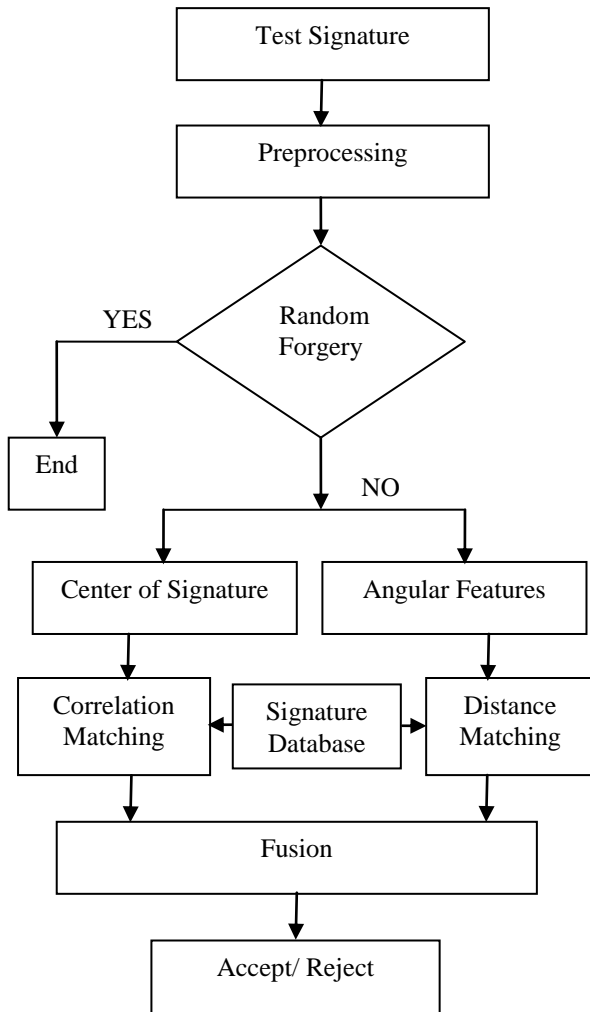 Test Signature
Preprocessing
Random
Forgery
YES
End
NO
Center of Signature
Angular Features
Correlation
Matching
Signature
Database
Distance
Matching
Fusion
Accept/ Reject